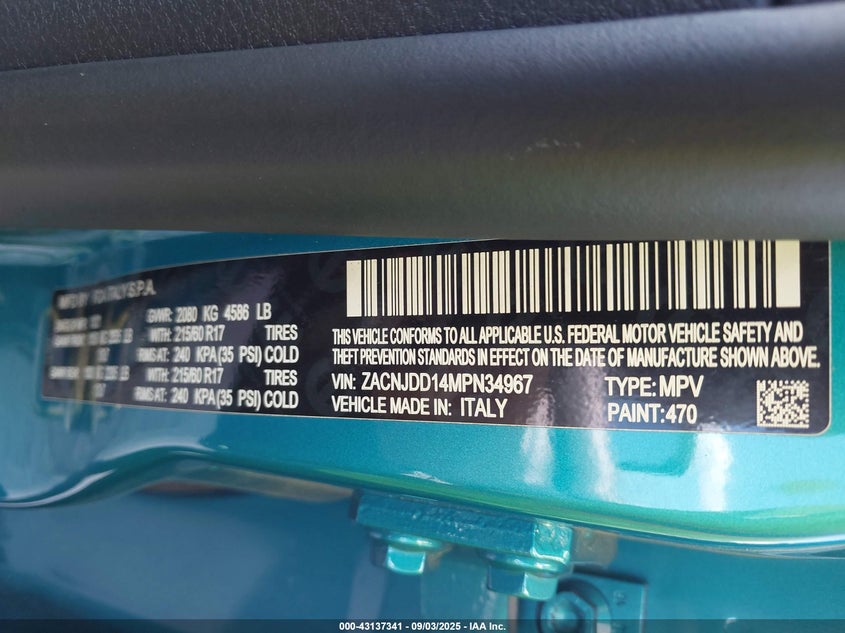 MFD BY ITALY S.P.A.
GVWR: 2080 KG 4586 LB
WITH: 215/60 R17 TIRES
RIMS AT: 240 KPA(35 PSI) COLD
WITH: 215/60 R17 TIRES
RIMS AT: 240 KPA(35 PSI) COLD
THIS VEHICLE CONFORMS TO ALL APPLICABLE U.S. FEDERAL MOTOR VEHICLE SAFETY AND
THEFT PREVENTION STANDARDS IN EFFECT ON THE DATE OF MANUFACTURE SHOWN ABOVE.
VIN: ZACNJDD14MPN34967 TYPE: MPV
VEHICLE MADE IN: ITALY PAINT: 470
000-43137341 - 09/03/2025 - IAA Inc.